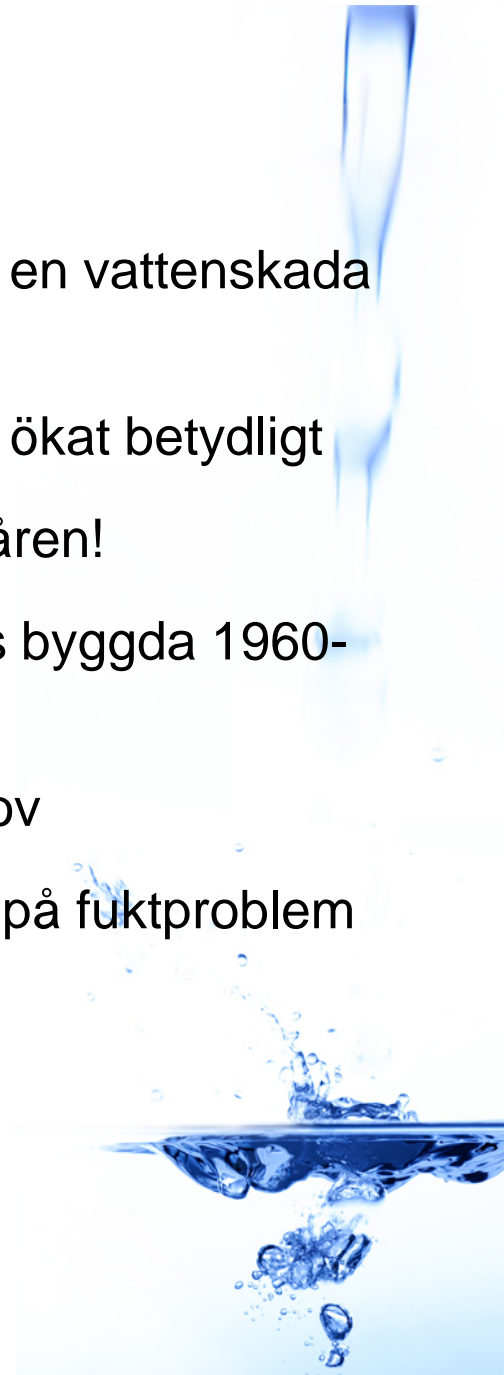 en vattenskada
ökat betydligt
åren!
s byggda 1960-
ov
på fuktproblem